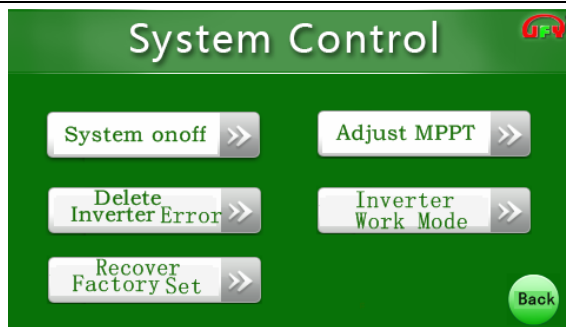 System Control
System onoff
Adjust MPPT
Delete
Inverter Error
Inverter
Work Mode
Recover
Factory Set
Back